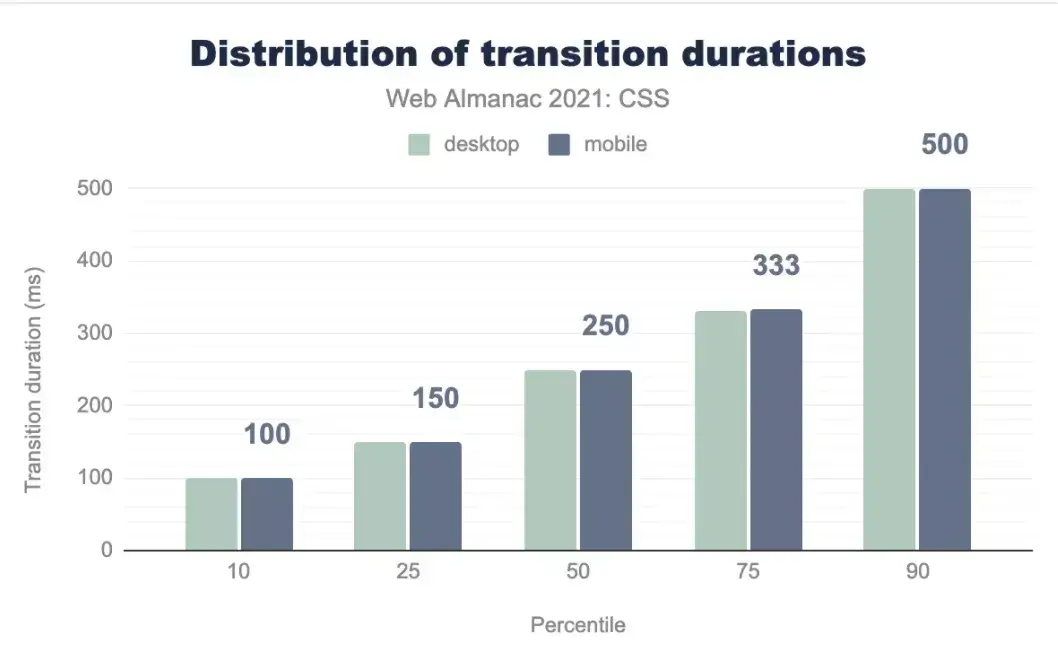 Distribution of transition durations
Web Almanac 2021: CSS
desktop mobile
500
500
400
333
300
250
200
150
100
100
0
10 25 50 75 90
Percentile
Transition duration (ms)